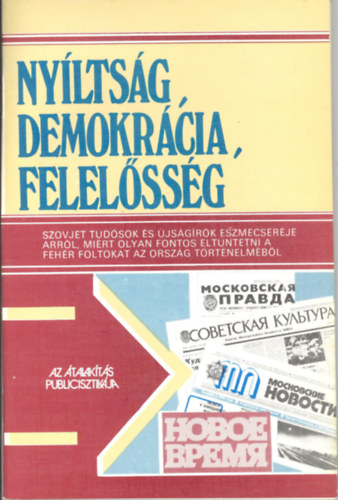 NYÍLTSÁG,
DEMOKRÁCIA,
FELELŐSSÉG
SZOVJET TUDÓSOK ÉS ÚJSÁGÍRÓK ESZMECSERÉJE
ARRÓL, MIÉRT OLYAN FONTOS ELTÜNTETNI A
FEHÉR FOLTOKAT AZ ORSZÁG TÖRTÉNELMÉBŐL
МОСКОВСКАЯ
ПРАВДА
СОВЕТСКАЯ КУЛЬТУРА
МОСКОВСКИЕ
НОВОСТИ
AZ ÁTALAKÍTÁS
PUBLICISZTIKÁJA
НОВОЕ
ВРЕМЯ